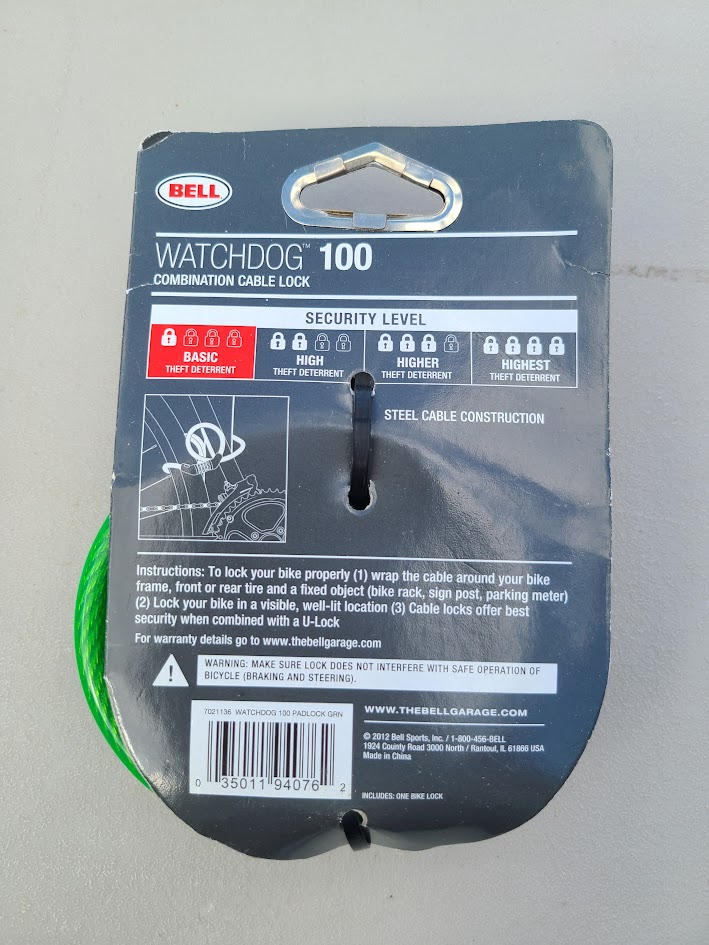 BELL
WATCHDOG™ 100
COMBINATION CABLE LOCK
SECURITY LEVEL
BASIC
THEFT DETERRENT
HIGH
THEFT DETERRENT
HIGHER
THEFT DETERRENT
HIGHEST
THEFT DETERRENT
STEEL CABLE CONSTRUCTION
Instructions: To lock your bike properly (1) wrap the cable around your bike
frame, front or rear tire and a fixed object (bike rack, sign post, parking meter)
(2) Lock your bike in a visible, well-lit location (3) Cable locks offer best
security when combined with a U-Lock
For warranty details go to www.thebellgarage.com
WARNING: MAKE SURE LOCK DOES NOT INTERFERE WITH SAFE OPERATION OF
BICYCLE (BRAKING AND STEERING).
7021136 WATCHDOG 100 PADLOCK GRN
0 35011 94076 2
WWW.THEBELLGARAGE.COM
© 2012 Bell Sports, Inc. / 1-800-456-BELL
1924 County Road 3000 North / Rantoul, IL 61866 USA
Made in China
INCLUDES: ONE BIKE LOCK